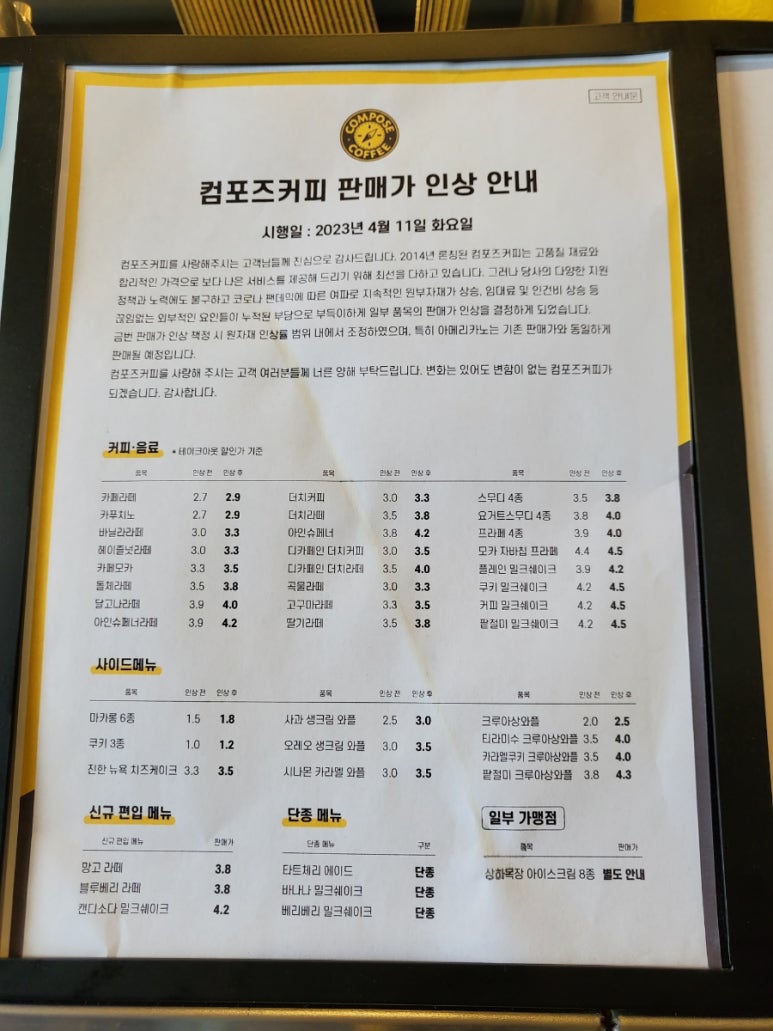 고객 안내문
COMPOSE
COFFEE
컴포즈커피 판매가 인상 안내
시행일 : 2023년 4월 11일 화요일
컴포즈커피를 사랑해주시는 고객님들께 진심으로 감사드립니다. 2014년 론칭된 컴포즈커피는 고품질 재료와
합리적인 가격으로 보다 나은 서비스를 제공해 드리기 위해 최선을 다하고 있습니다. 그러나 당사의 다양한 지원
정책과 노력에도 불구하고 코로나 팬데믹에 따른 여파로 지속적인 원부자재가 상승, 임대료 및 인건비 상승 등
끊임없는 외부적인 요인들이 누적된 부담으로 부득이하게 일부 품목의 판매가 인상을 결정하게 되었습니다.
금번 판매가 인상 책정 시 원자재 인상률 범위 내에서 조정하였으며, 특히 아메리카노는 기존 판매가와 동일하게
판매될 예정입니다.
컴포즈커피을 사랑해 주시는 고객 여러분들께 너른 양해 부탁드립니다. 변화는 있어도 변함이 없는 컴포즈커피가
되겠습니다. 감사합니다.
커피·음료 *테이크아웃 할인가 기준
품목 인상 전 인상 후 품목 인상 전 인상 후 품목 인상 전 인상 후
카페라떼 2.7 2.9 더치커피 3.0 3.3 스무디 4종 3.5 3.8
카푸치노 2.7 2.9 더치라떼 3.5 3.8 요거트스무디 4종 3.8 4.0
바닐라라떼 3.0 3.3 아인슈페너 3.8 4.2 프라페 4종 3.9 4.0
헤이즐넛라떼 3.0 3.3 디카페인 더치커피 3.0 3.5 모카 자바칩 프라페 4.4 4.5
카페모카 3.3 3.5 디카페인 더치라떼 3.5 4.0 플레인 밀크쉐이크 3.9 4.2
돌체라떼 3.5 3.8 곡물라떼 3.0 3.3 쿠키 밀크쉐이크 4.2 4.5
달고나라떼 3.9 4.0 고구마라떼 3.3 3.5 커피 밀크쉐이크 4.2 4.5
아인슈페너라떼 3.9 4.2 딸기라떼 3.5 3.8 팥절미 밀크쉐이크 4.2 4.5
사이드메뉴
품목 인상 전 인상 후 품목 인상 전 인상 후 품목 인상 전 인상 후
마카롱 6종 1.5 1.8 사과 생크림 와플 2.5 3.0 크루아상와플 2.0 2.5
쿠키 3종 1.0 1.2 오레오 생크림 와플 3.0 3.5 티라미수 크루아상와플 3.5 4.0
진한 뉴욕 치즈케이크 3.3 3.5 시나몬 카라멜 와플 3.0 3.5 카라멜쿠키 크루아상와플 3.5 4.0
팥절미 크루아상와플 3.8 4.3
신규 편입 메뉴 단종 메뉴 일부 가맹점
신규 편입 메뉴 판매가 단종 메뉴 구분 품목 판매가
망고 라떼 3.8 타트체리 에이드 단종 상하목장 아이스크림 8종 별도 안내
블루베리 라떼 3.8 바나나 밀크쉐이크 단종
캔디소다 밀크쉐이크 4.2 베리베리 밀크쉐이크 단종